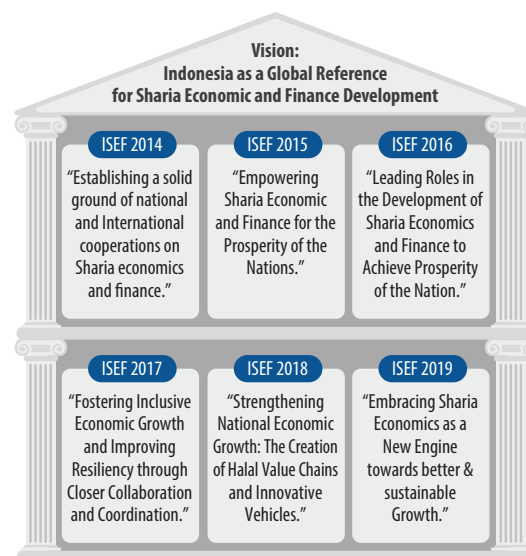 Vision:
Indonesia as a Global Reference
for Sharia Economic and Finance Development
ISEF 2014
“Establishing a solid
ground of national
and International
cooperations on
Sharia economics
and finance.”
ISEF 2015
“Empowering
Sharia Economic
and Finance for the
Prosperity of the
Nations.”
ISEF 2016
“Leading Roles in
the Development of
Sharia Economics
and Finance to
Achieve Prosperity
of the Nation.”
ISEF 2017
“Fostering Inclusive
Economic Growth
and Improving
Resiliency through
Closer Collaboration
and Coordination.”
ISEF 2018
“Strengthening
National Economic
Growth: The Creation
of Halal Value Chains
and Innovative
Vehicles.”
ISEF 2019
“Embracing Sharia
Economics as a
New Engine
towards better &
sustainable
Growth.”